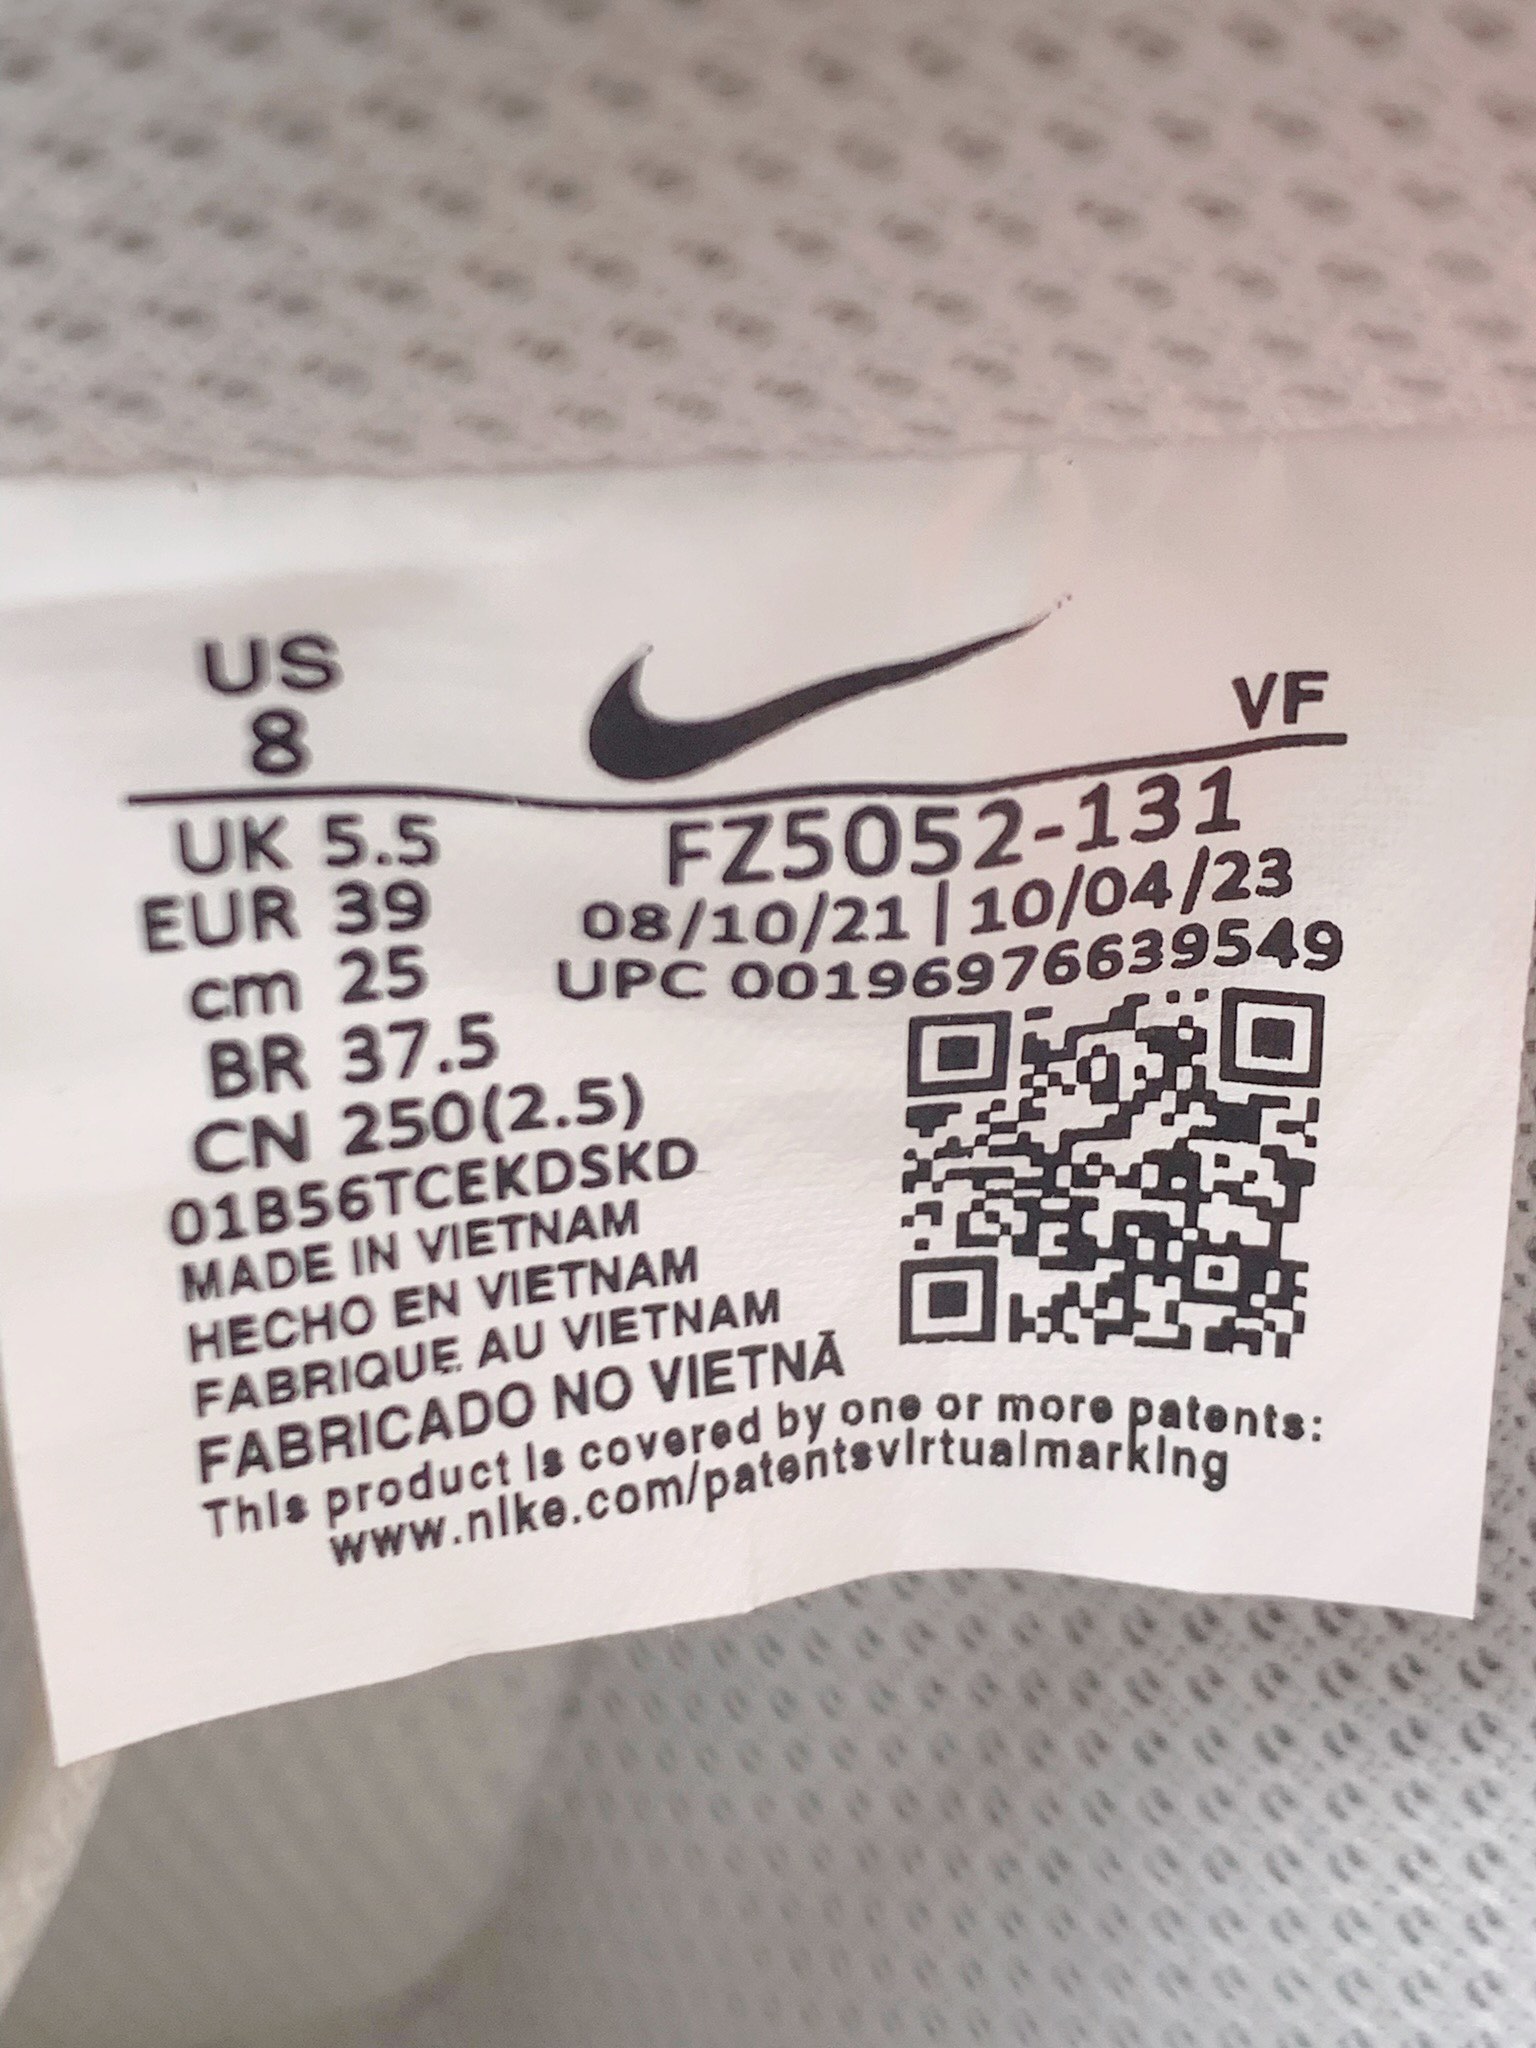 US
8
VF
UK 5.5
EUR 39
cm 25
BR 37.5
CN 250(2.5)
FZ5052-131
08/10/21 | 10/04/23
UPC 00196976639549
01B56TCEKDSKD
MADE IN VIETNAM
HECHO EN VIETNAM
FABRIQUE AU VIETNAM
FABRICADO NO VIETNÃ
This product is covered by one or more patents:
www.nike.com/patentsvirtualmarking